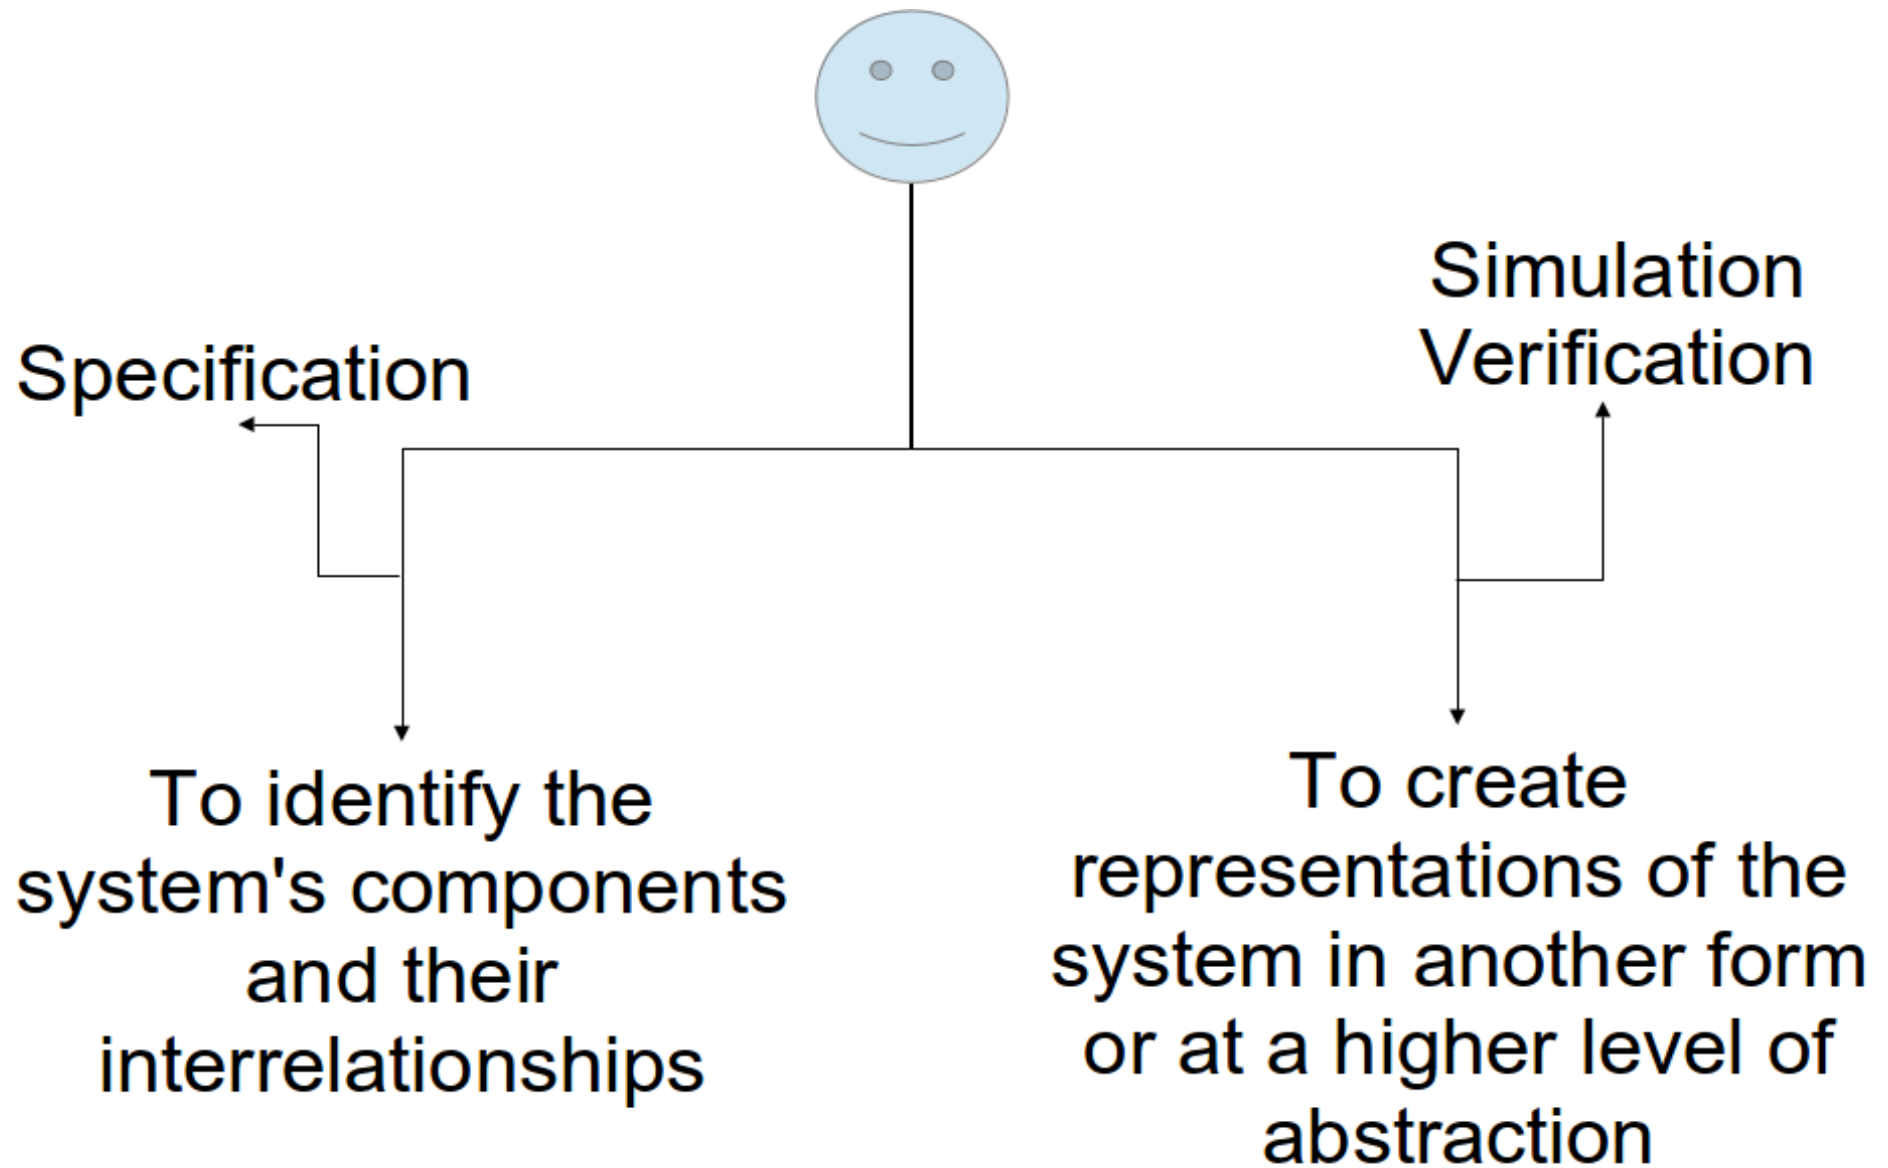 Simulation
Verification
Specification
To identify the
system's components
and their
interrelationships
To create
representations of the
system in another form
or at a higher level of
abstraction